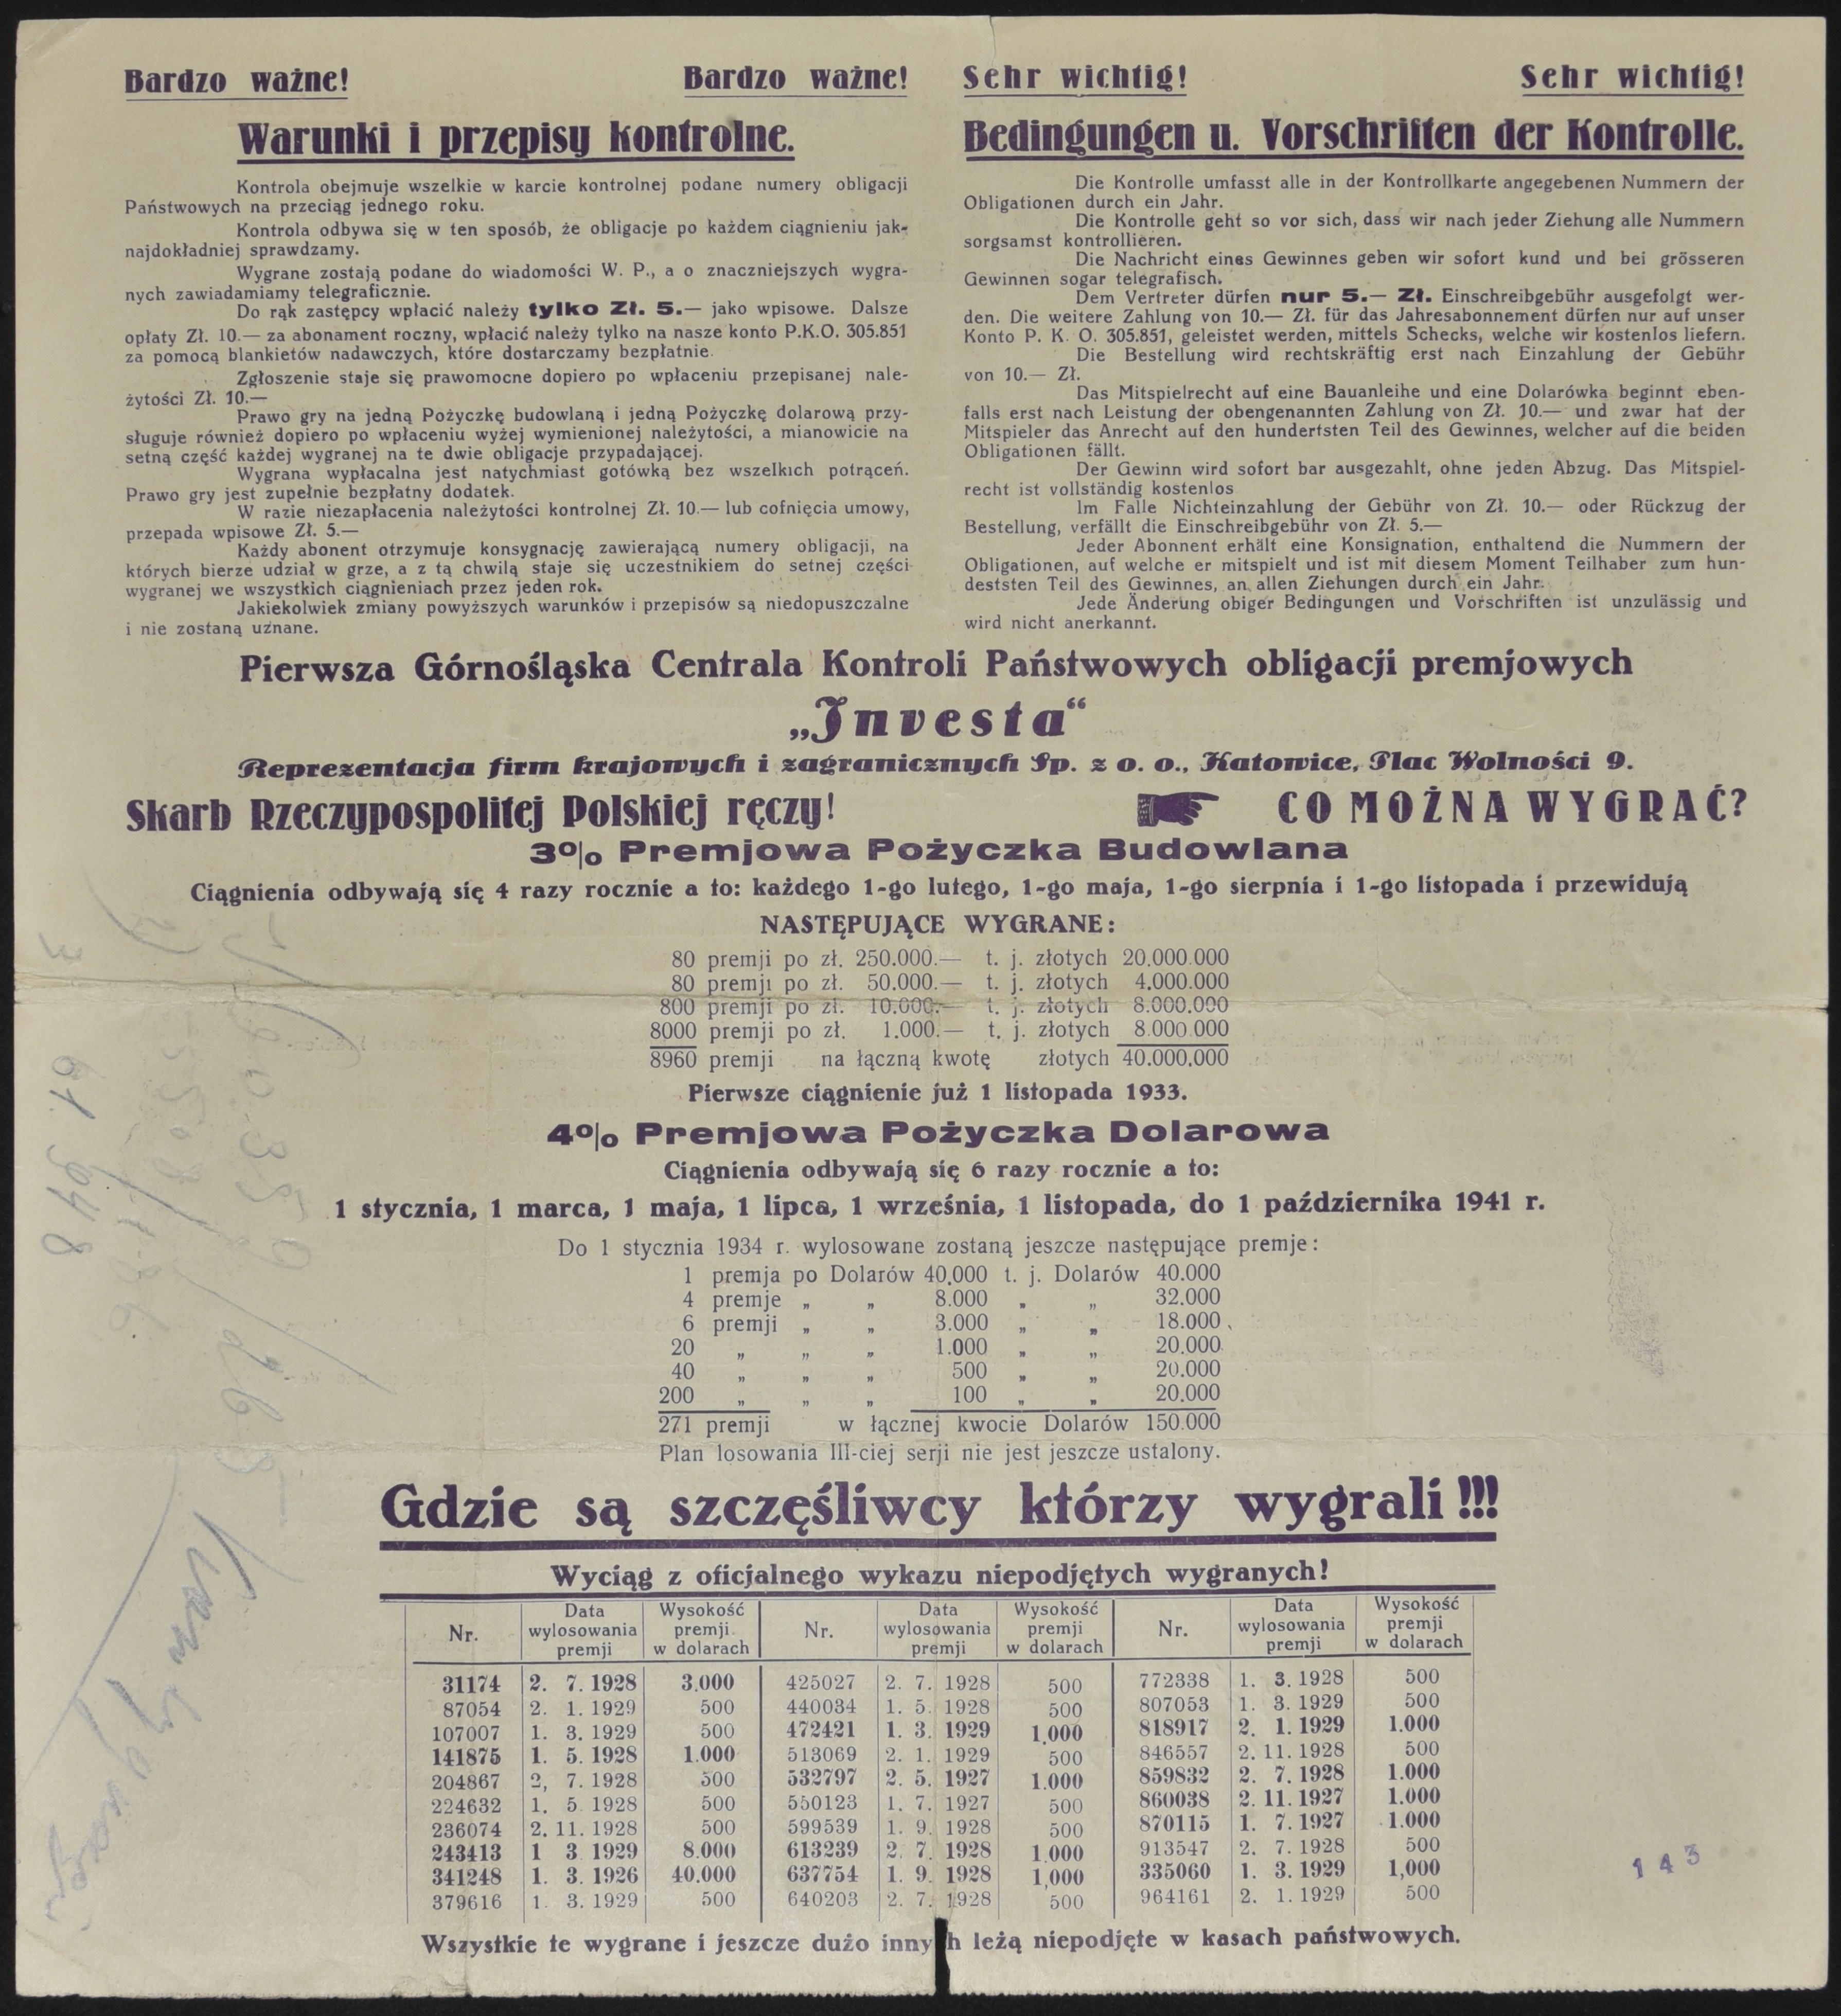 Bardzo ważne! Bardzo ważne!
Warunki i przepisy kontrolne.
Kontrola obejmuje wszelkie w karcie kontrolnej podane numery obligacji
Państwowych na przeciąg jednego roku.
Kontrola odbywa się w ten sposób, że obligacje po każdem ciągnieniu jak-
najdokładniej sprawdzamy.
Wygrane zostają podane do wiadomości W. P., a o znaczniejszych wygra-
nych zawiadamiamy telegraficznie.
Do rąk zastępcy wpłacić należy tylko Zł. 5.— jako wpisowe. Dalsze
opłaty Zł. 10.— za abonament roczny, wpłacić należy tylko na nasze konto P.K.O. 305.851
za pomocą blankietów nadawczych, które dostarczamy bezpłatnie.
Zgłoszenie staje się prawomocne dopiero po wpłaceniu przepisanej nale-
żytości Zł. 10.—
Prawo gry na jedną Pożyczkę budowlaną i jedną Pożyczkę dolarową przy-
sługuje również dopiero po wpłaceniu wyżej wymienionej należytości, a mianowicie na
setną część każdej wygranej na te dwie obligacje przypadającej.
Wygrana wypłacalna jest natychmiast gotówką bez wszelkich potrąceń.
Prawo gry jest zupełnie bezpłatny dodatek.
W razie niezapłacenia należytości kontrolnej Zł. 10.— lub cofnięcia umowy,
przepada wpisowe Zł. 5.—
Każdy abonent otrzymuje konsygnację zawierającą numery obligacji, na
których bierze udział w grze, a z tą chwilą staje się uczestnikiem do setnej części
wygranej we wszystkich ciągnieniach przez jeden rok.
Jakiekolwiek zmiany powyższych warunków i przepisów są niedopuszczalne
i nie zostaną uznane.
Sehr wichtig! Sehr wichtig!
Bedingungen u. Vorschriften der Kontrolle.
Die Kontrolle umfasst alle in der Kontrollkarte angegebenen Nummern der
Obligationen durch ein Jahr.
Die Kontrolle geht so vor sich, dass wir nach jeder Ziehung alle Nummern
sorgsamst kontrollieren.
Die Nachricht eines Gewinnes geben wir sofort kund und bei grösseren
Gewinnen sogar telegrafisch.
Dem Vertreter dürfen nur 5.— Zł. Einschreibgebühr ausgefolgt wer-
den. Die weitere Zahlung von 10.— Zł. für das Jahresabonnement dürfen nur auf unser
Konto P. K. O. 305.851, geleistet werden, mittels Schecks, welche wir kostenlos liefern.
Die Bestellung wird rechtskräftig erst nach Einzahlung der Gebühr
von 10.— Zł.
Das Mitspielrecht auf eine Bauanleihe und eine Dolarówka beginnt eben-
falls erst nach Leistung der obengenannten Zahlung von Zł. 10.— und zwar hat der
Mitspieler das Anrecht auf den hundertsten Teil des Gewinnes, welcher auf die beiden
Obligationen fällt.
Der Gewinn wird sofort bar ausgezahlt, ohne jeden Abzug. Das Mitspiel-
recht ist vollständig kostenlos
Im Falle Nichteinzahlung der Gebühr von Zł. 10.— oder Rückzug der
Bestellung, verfällt die Einschreibgebühr von Zł. 5.—
Jeder Abonnent erhält eine Konsignation, enthaltend die Nummern der
Obligationen, auf welche er mitspielt und ist mit diesem Moment Teilhaber zum hun-
deststen Teil des Gewinnes, an allen Ziehungen durch ein Jahr.
Jede Änderung obiger Bedingungen und Vorschriften ist unzulässig und
wird nicht anerkannt.
Pierwsza Górnośląska Centrala Kontroli Państwowych obligacji premjowych
„Investa“
Reprezentacja firm krajowych i zagranicznych Sp. z o. o., Katowice, Plac Wolności 9.
Skarb Rzeczypospolitej Polskiej ręczy! CO MOŻNA WYGRAĆ?
3% Premjowa Pożyczka Budowlana
Ciągnienia odbywają się 4 razy rocznie a to: każdego 1-go lutego, 1-go maja, 1-go sierpnia i 1-go listopada i przewidują
NASTĘPUJĄCE WYGRANE:
80 premji po zł. 250.000.— t. j. złotych 20.000.000
80 premji po zł. 50.000.— t. j. złotych 4.000.000
800 premji po zł. 10.000.— t. j. złotych 8.000.000
8000 premji po zł. 1.000.— t. j. złotych 8.000.000
8960 premji na łączną kwotę złotych 40.000.000
Pierwsze ciągnienie już 1 listopada 1933.
4% Premjowa Pożyczka Dolarowa
Ciągnienia odbywają się 6 razy rocznie a to:
1 stycznia, 1 marca, 1 maja, 1 lipca, 1 września, 1 listopada, do 1 października 1941 r.
Do 1 stycznia 1934 r. wylosowane zostaną jeszcze następujące premje:
1 premja po Dolarów 40.000 t. j. Dolarów 40.000
4 premje „ „ 8.000 „ „ 32.000
6 premji „ „ 3.000 „ „ 18.000
20 „ „ „ 1.000 „ „ 20.000
40 „ „ „ 500 „ „ 20.000
200 „ „ „ 100 „ „ 20.000
271 premji w łącznej kwocie Dolarów 150.000
Plan losowania III-ciej serji nie jest jeszcze ustalony.
Gdzie są szczęśliwcy którzy wygrali!!!
Wyciąg z oficjalnego wykazu niepodjętych wygranych!
Nr. Data wylosowania premji Wysokość premji w dolarach Nr. Data wylosowania premji Wysokość premji w dolarach Nr. Data wylosowania premji Wysokość premji w dolarach
31174 2. 7. 1928 3.000 425027 2. 7. 1928 500 772338 1. 3. 1928 500
87054 2. 1. 1929 500 440034 1. 5. 1928 500 807053 1. 3. 1929 500
107007 1. 3. 1929 500 472421 1. 3. 1929 1.000 818917 2. 1. 1929 1.000
141875 1. 5. 1928 1.000 513069 2. 1. 1929 500 846557 2. 11. 1928 500
204867 2, 7. 1928 500 532797 2. 5. 1927 1.000 859832 2. 7. 1928 1.000
224632 1. 5. 1928 500 550123 1. 7. 1927 500 860038 2. 11. 1927 1.000
236074 2. 11. 1928 500 599539 1. 9. 1928 500 870115 1. 7. 1927 1.000
243413 1 3 1929 8.000 613239 2. 7. 1928 1.000 913547 2. 7. 1928 500
341248 1. 3. 1926 40.000 637754 1. 9. 1928 1,000 335060 1. 3. 1929 1,000
379616 1. 3. 1929 500 640203 2. 7. 1928 500 964161 2. 1. 1929 500
Wszystkie te wygrane i jeszcze dużo innych leżą niepodjęte w kasach państwowych.
143